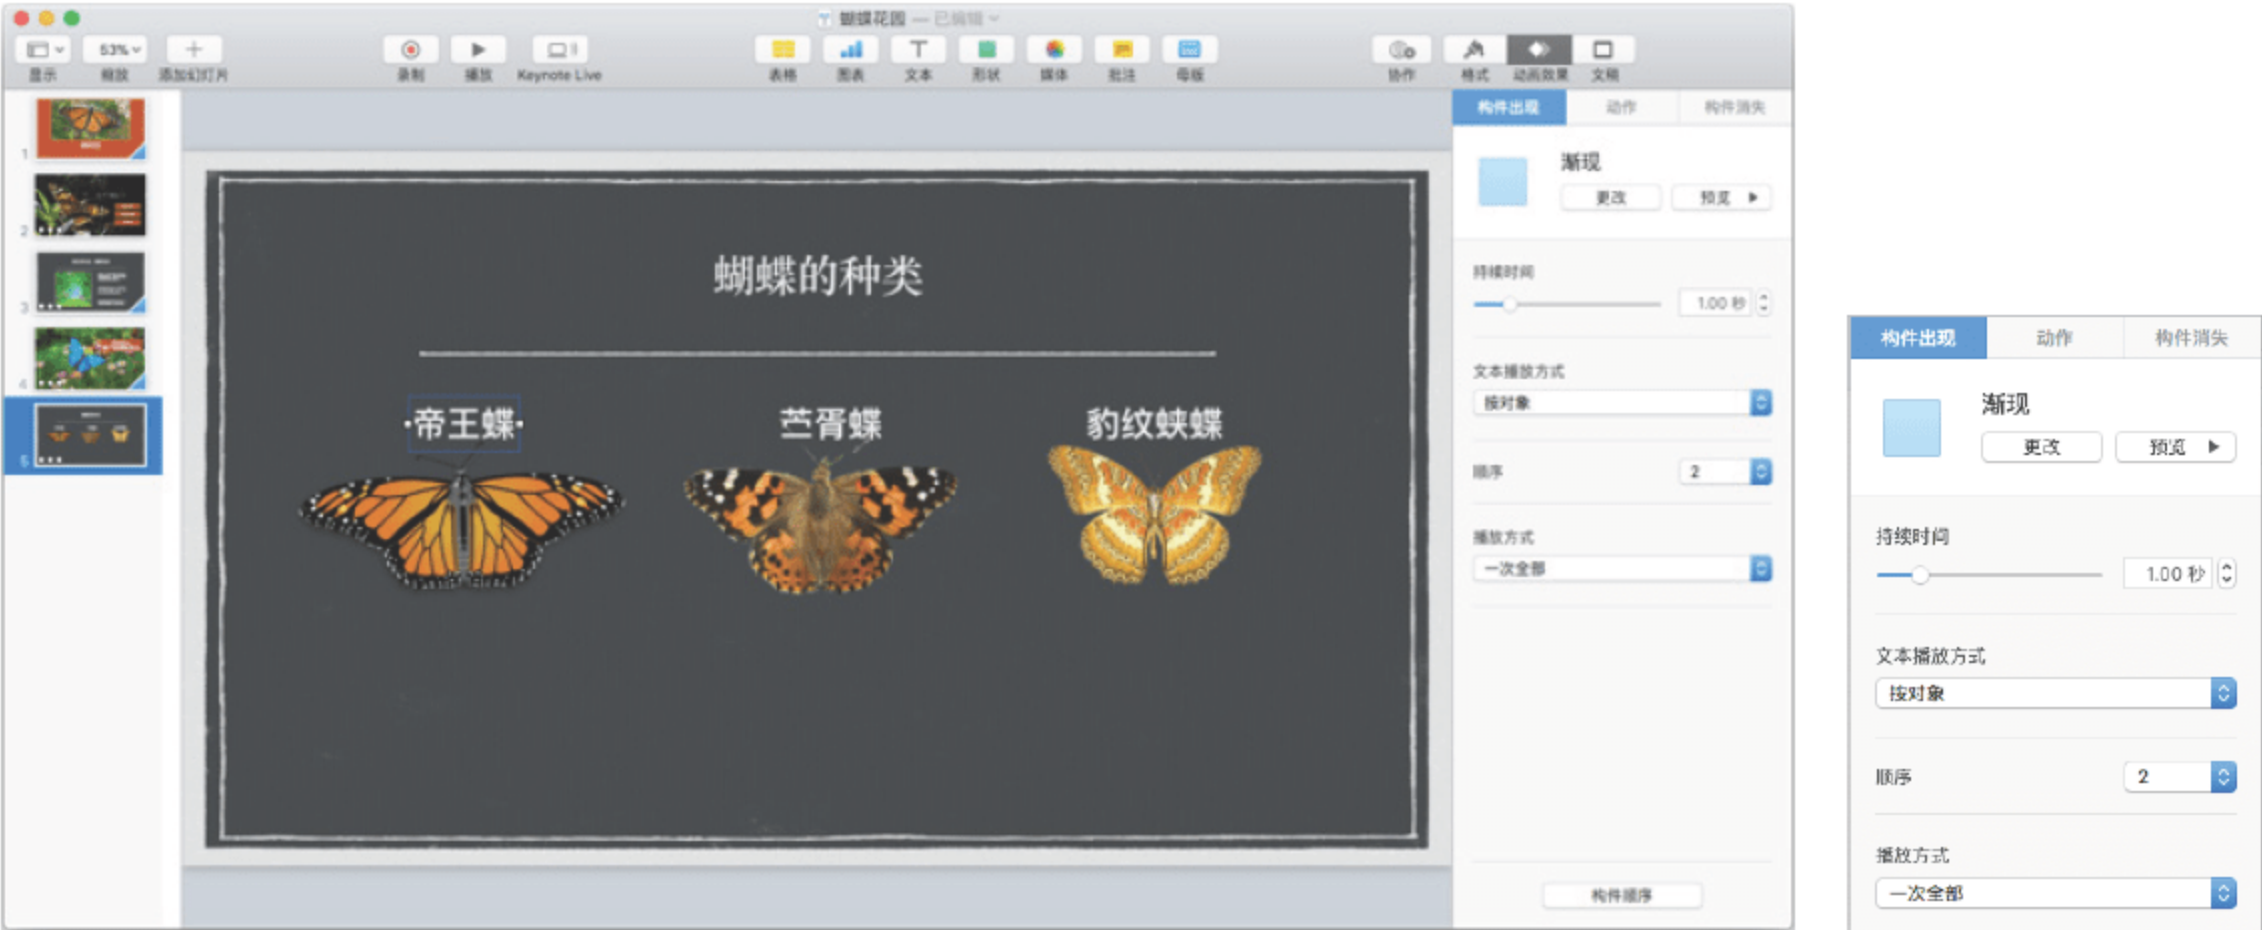 蝴蝶花园 — 已编辑
53%
显示 缩放 添加幻灯片 录制 播放 Keynote Live 表格 图表 文本 形状 媒体 批注 母版 协作 格式 动画效果 文稿
1
2
3
4
5
蝴蝶的种类
帝王蝶 苎胥蝶 豹纹蛱蝶
构件出现 动作 构件消失
渐现
更改 预览
持续时间
1.00 秒
文本播放方式
按对象
顺序 2
播放方式
一次全部
构件顺序
构件出现 动作 构件消失
渐现
更改 预览
持续时间
1.00 秒
文本播放方式
按对象
顺序 2
播放方式
一次全部